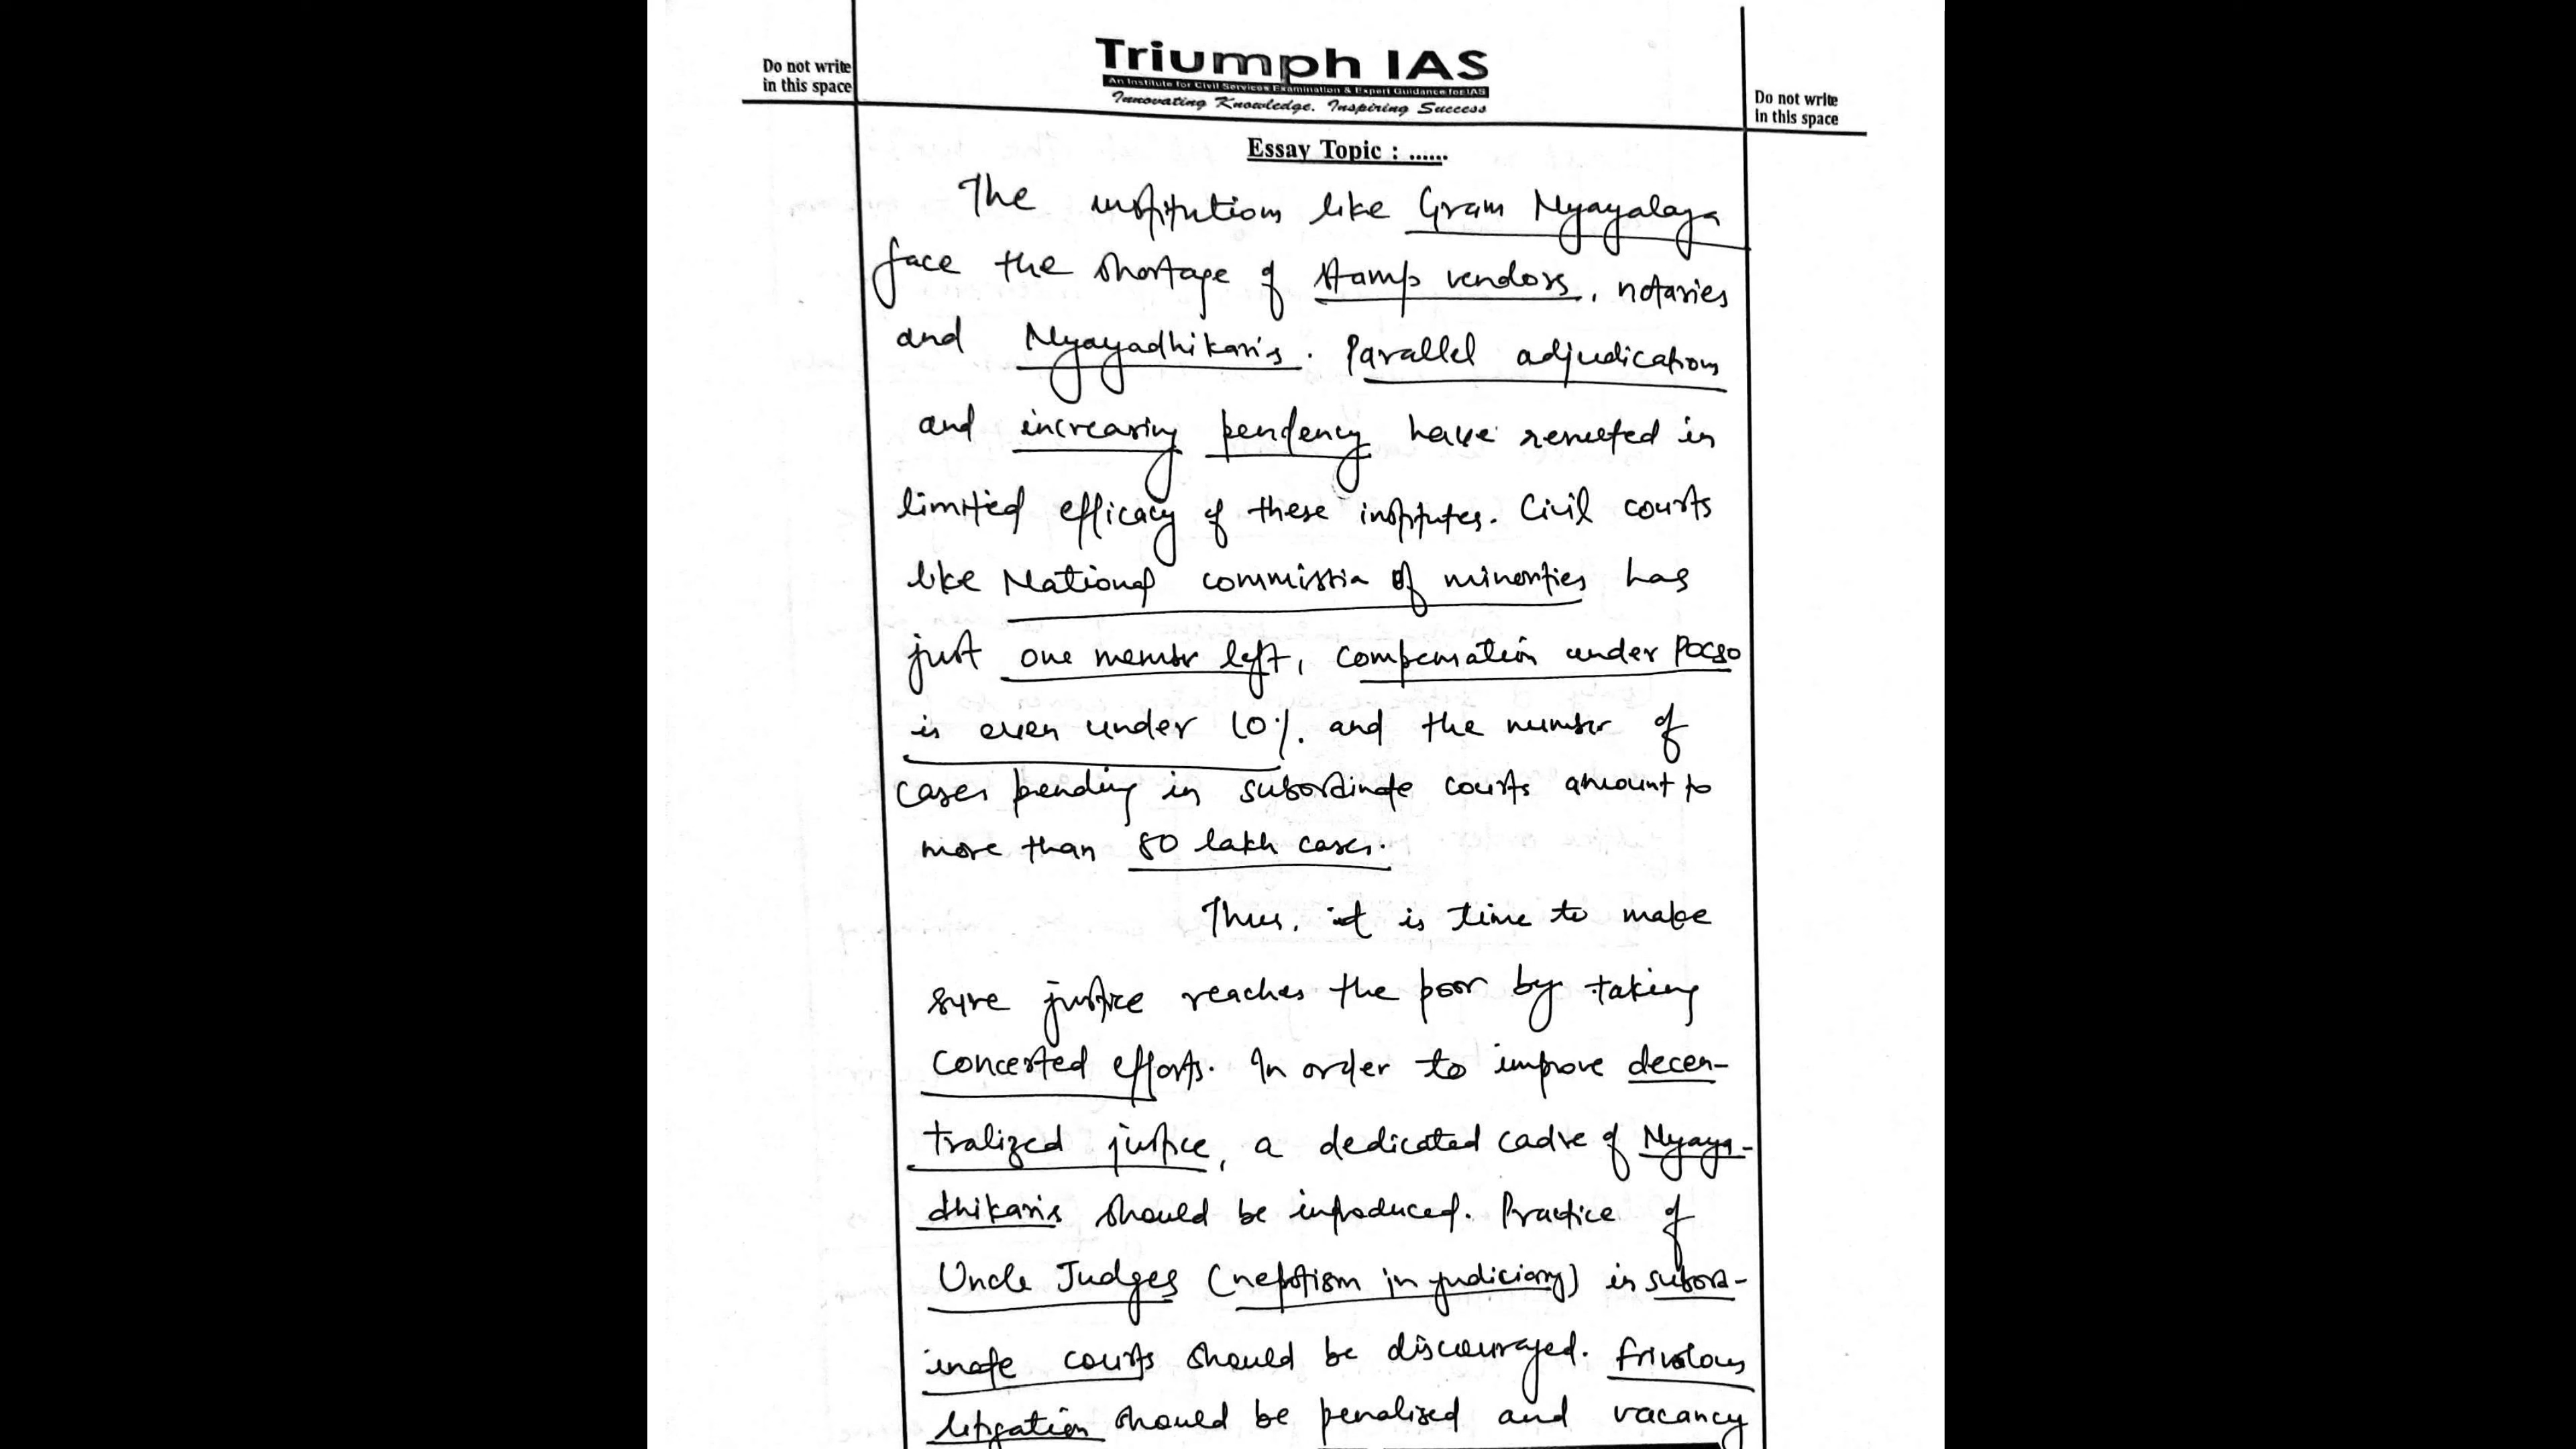 Do not write
in this space
Triumph IAS
An Institute for Civil Services Examination & Expert Guidance for IAS
Innovating Knowledge. Inspiring Success
Do not write
in this space
Essay Topic : ......
The institutions like Gram Nyayalaya
face the shortage of stamp vendors, notaries
and Nyayadhikaris. Parallel adjudications
and increasing pendency have resulted in
limited efficacy of these institutes. Civil courts
like National commission of minorities has
just one member left, compensation under POCSO
is even under 10%. and the number of
cases pending in subordinate courts amount to
more than 80 lakh cases.
Thus, it is time to make
sure justice reaches the poor by taking
concerted efforts. In order to improve decen-
tralized justice, a dedicated cadre of Nyaya-
dhikaris should be introduced. Practice of
Uncle Judges (nepotism in judiciary) in subord-
inate courts should be discouraged. frivolous
litigation should be penalised and vacancy